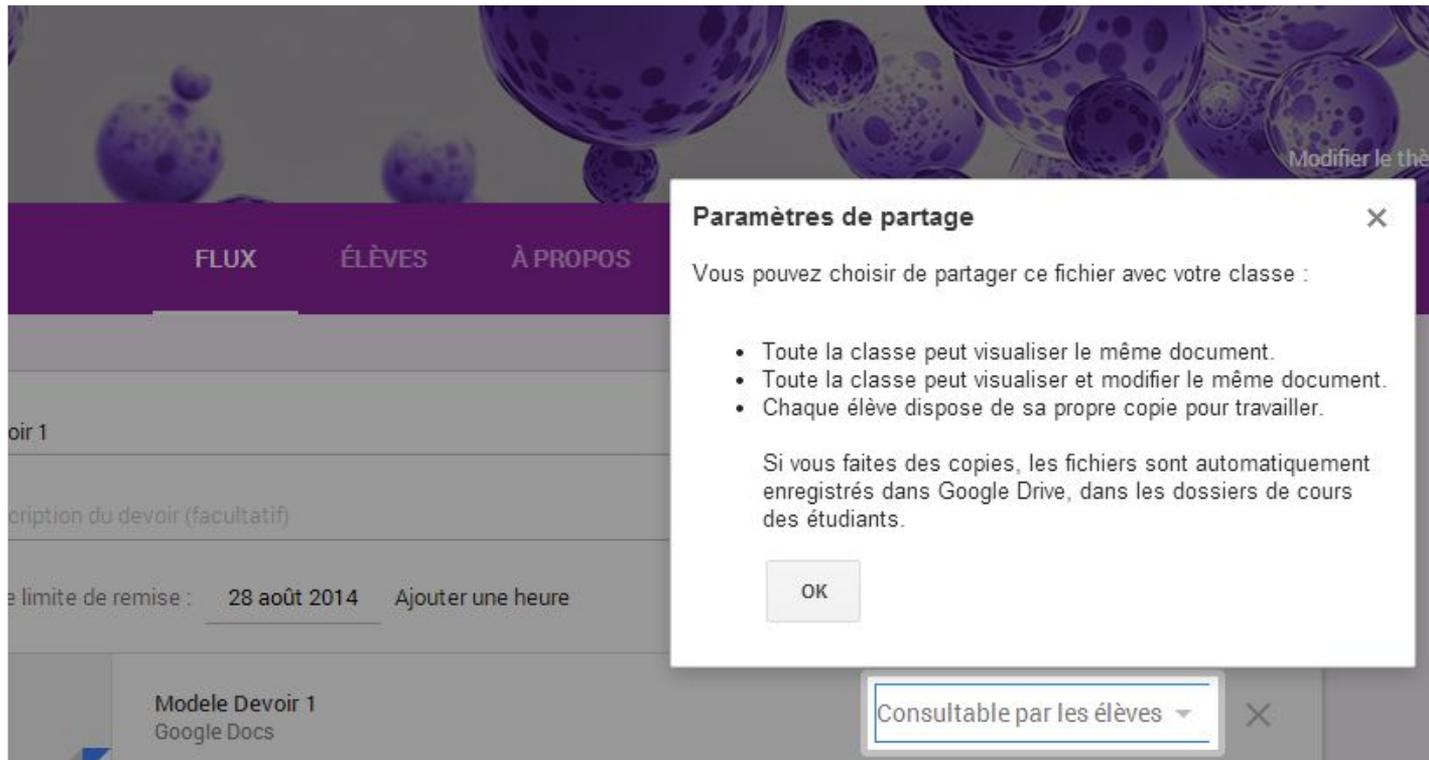 Modifier le thè
FLUX ÉLÈVES À PROPOS
Paramètres de partage
Vous pouvez choisir de partager ce fichier avec votre classe :
• Toute la classe peut visualiser le même document.
• Toute la classe peut visualiser et modifier le même document.
• Chaque élève dispose de sa propre copie pour travailler.
Si vous faites des copies, les fichiers sont automatiquement
enregistrés dans Google Drive, dans les dossiers de cours
des étudiants.
OK
oir 1
cription du devoir (facultatif)
e limite de remise : 28 août 2014 Ajouter une heure
Modele Devoir 1
Google Docs
Consultable par les élèves